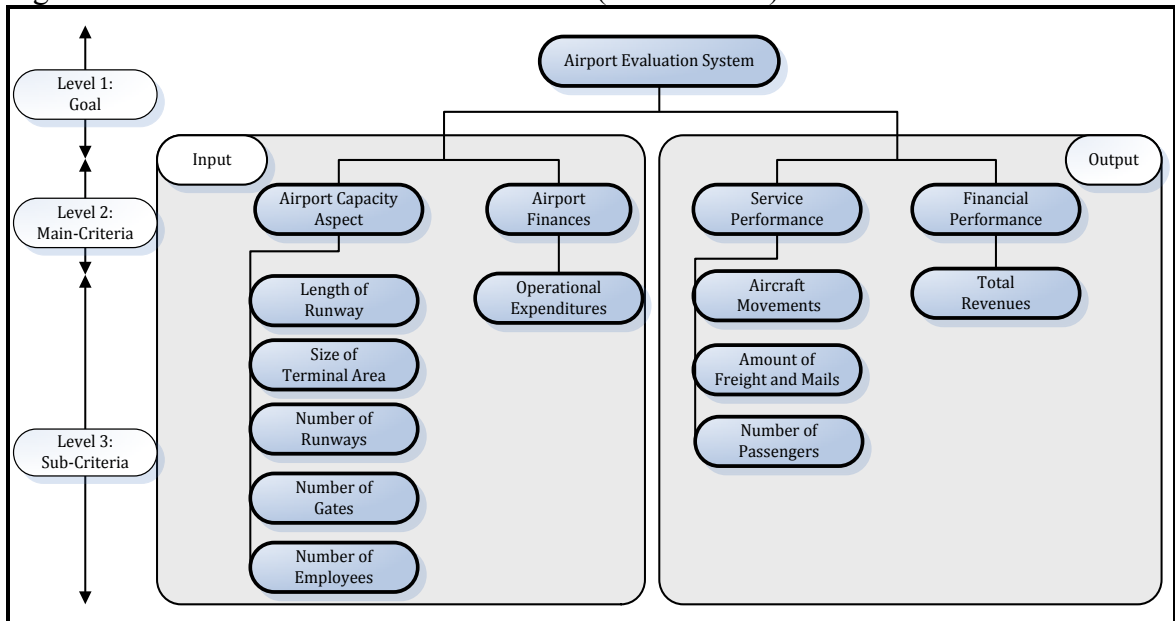 Airport Evaluation System
Level 1:
Goal
Input
Output
Level 2:
Main-Criteria
Airport Capacity
Aspect
Airport
Finances
Service
Performance
Financial
Performance
Length of
Runway
Operational
Expenditures
Aircraft
Movements
Total
Revenues
Size of
Terminal Area
Amount of
Freight and Mails
Level 3:
Sub-Criteria
Number of
Runways
Number of
Passengers
Number of
Gates
Number of
Employees